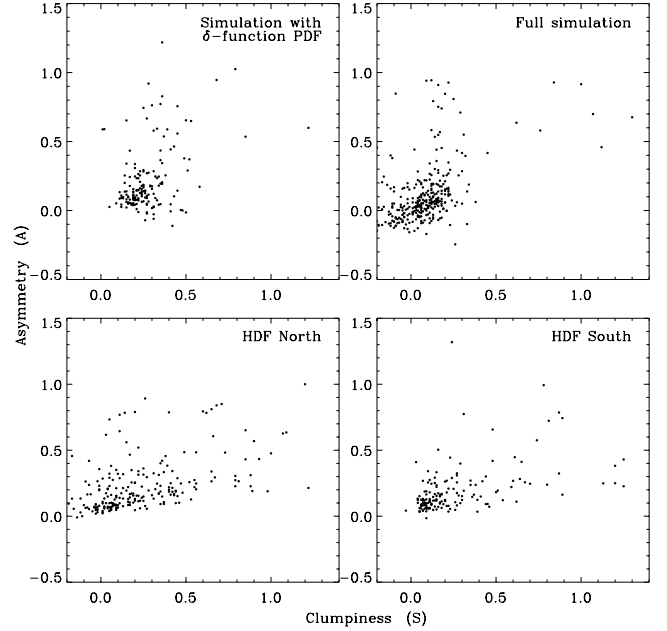 Simulation with
δ-function PDF
Full simulation
1.5
1.0
0.5
0.0
−0.5
1.5
1.0
0.5
0.0
−0.5
0.0 0.5 1.0
0.0 0.5 1.0
Asymmetry (A)
HDF North
HDF South
1.5
1.0
0.5
0.0
−0.5
1.5
1.0
0.5
0.0
−0.5
0.0 0.5 1.0
0.0 0.5 1.0
Clumpiness (S)